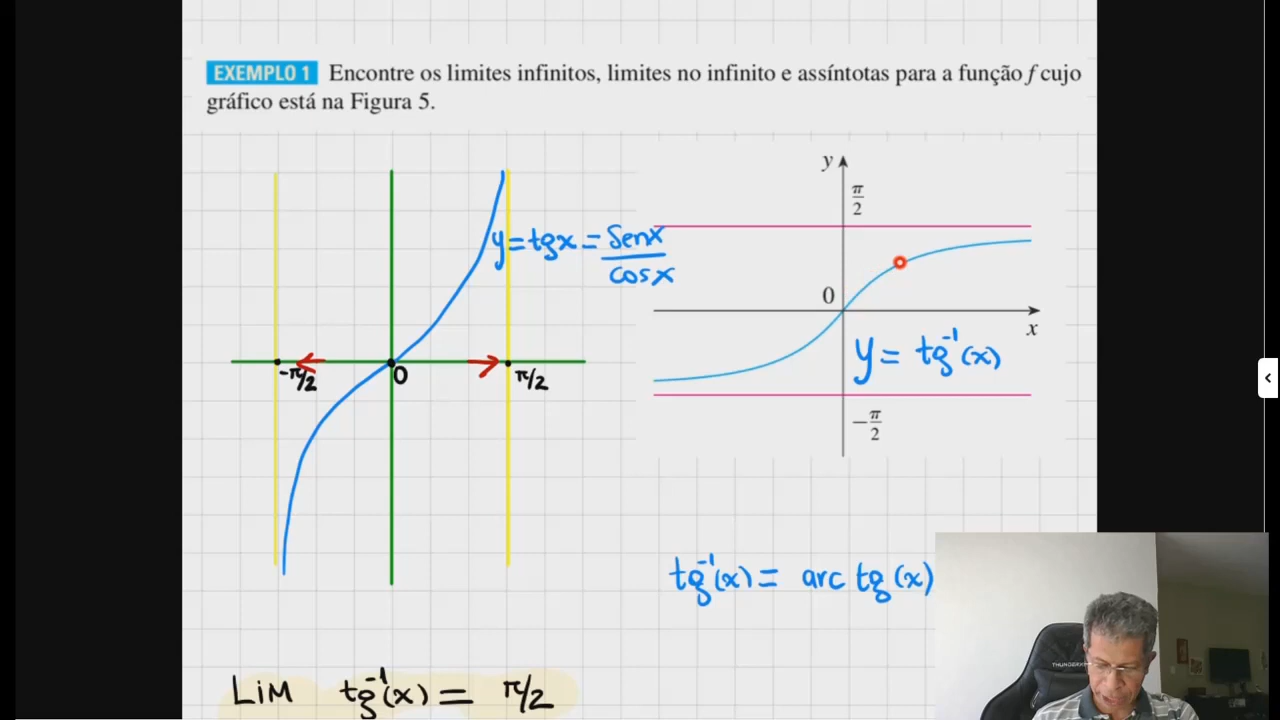 EXEMPLO 1 Encontre os limites infinitos, limites no infinito e assíntotas para a função f cujo
gráfico está na Figura 5.
y = tgx = senx
cosx
-π/2
0
π/2
y
π
2
0
x
y = tg⁻¹(x)
-π
2
tg⁻¹(x) = arc tg(x)
LIM tg⁻¹(x) = π/2